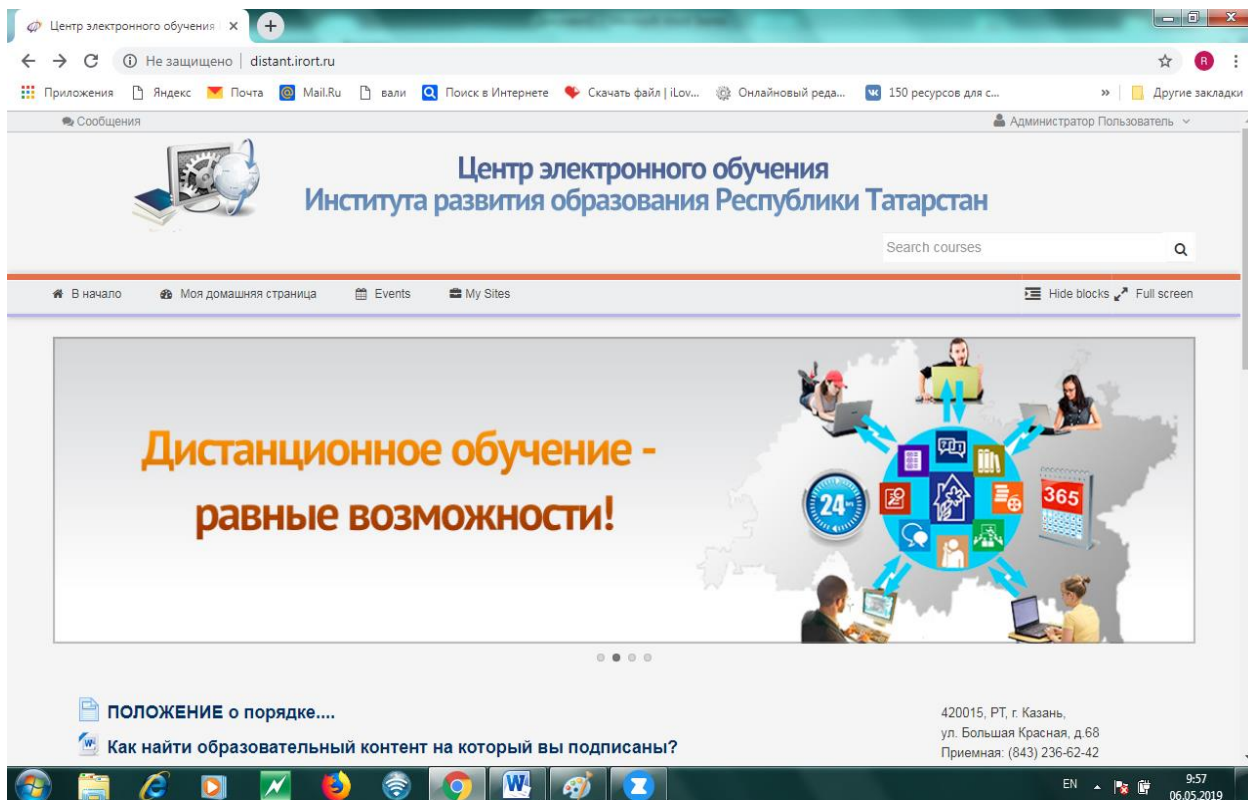 Центр электронного обучения
Не защищено | distant.irort.ru
R
Приложения Яндекс Почта Mail.Ru вали Поиск в Интернете Скачать файл | iLov... Онлайновый реда... 150 ресурсов для с... » Другие закладки
Сообщения Администратор Пользователь
Центр электронного обучения
Института развития образования Республики Татарстан
Search courses
В начало Моя домашняя страница Events My Sites Hide blocks Full screen
Дистанционное обучение -
равные возможности!
24
365
ПОЛОЖЕНИЕ о порядке....
Как найти образовательный контент на который вы подписаны?
420015, РТ, г. Казань,
ул. Большая Красная, д.68
Приемная: (843) 236-62-42
EN 9:57
06.05.2019